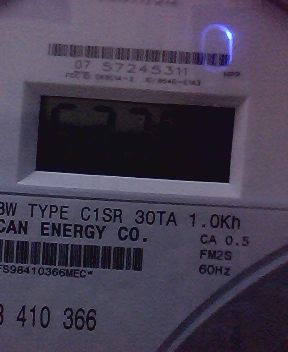 07 57245311
3W TYPE C1SR 30TA 1.0Kh
CAN ENERGY CO.
CA 0.5
FM2S
60Hz
FS98410366MEC*
410 366